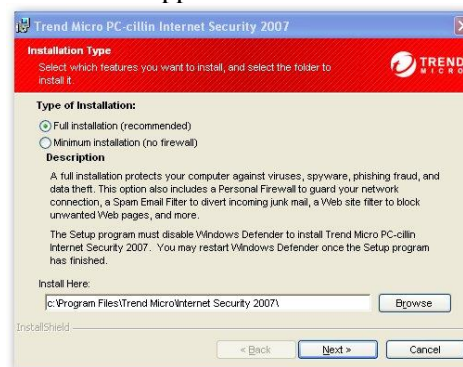 Trend Micro PC-cillin Internet Security 2007
Installation Type
Select which features you want to install, and select the folder to
install it.
TREND
MICRO
Type of Installation:
Full installation (recommended)
Minimum installation (no firewall)
Description
A full installation protects your computer against viruses, spyware, phishing fraud, and
data theft. This option also includes a Personal Firewall to guard your network
connection, a Spam Email Filter to divert incoming junk mail, a Web site filter to block
unwanted Web pages, and more.
The Setup program must disable Windows Defender to install Trend Micro PC-cillin
Internet Security 2007. You may restart Windows Defender once the Setup program
has finished.
Install Here:
c:\Program Files\Trend Micro\Internet Security 2007\
Browse
InstallShield
< Back
Next >
Cancel